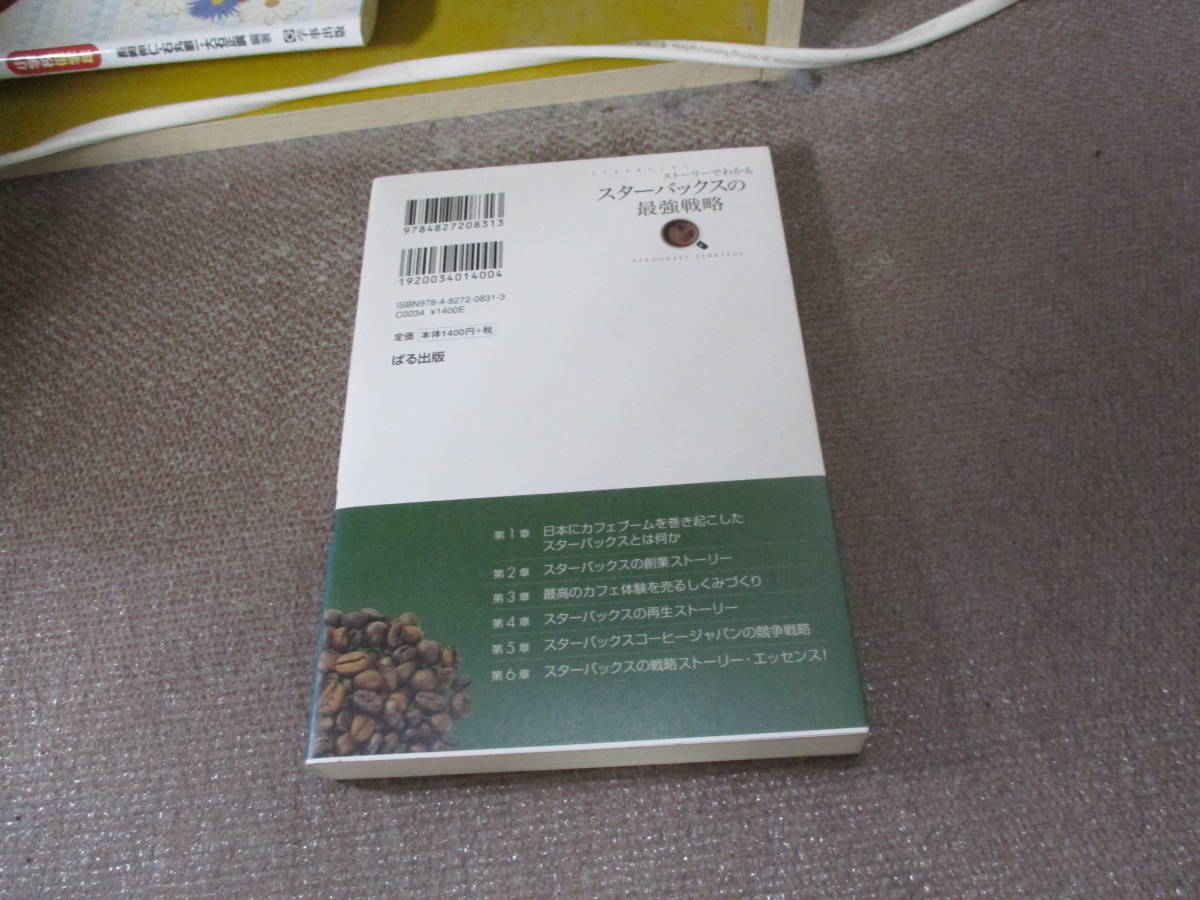 学事出版
編著
STARBUCKS
ストーリーでわかる
スターバックスの
最強戦略
STRONGEST STRATEGY
9784827208313
1920034014004
ISBN978-4-8272-0831-3
C0034 ¥1400E
定価 本体1400円+税
ぱる出版
第1章 日本にカフェブームを巻き起こした
スターバックスとは何か
第2章 スターバックスの創業ストーリー
第3章 最高のカフェ体験を売るしくみづくり
第4章 スターバックスの再生ストーリー
第5章 スターバックスコーヒージャパンの競争戦略
第6章 スターバックスの戦略ストーリー・エッセンス!